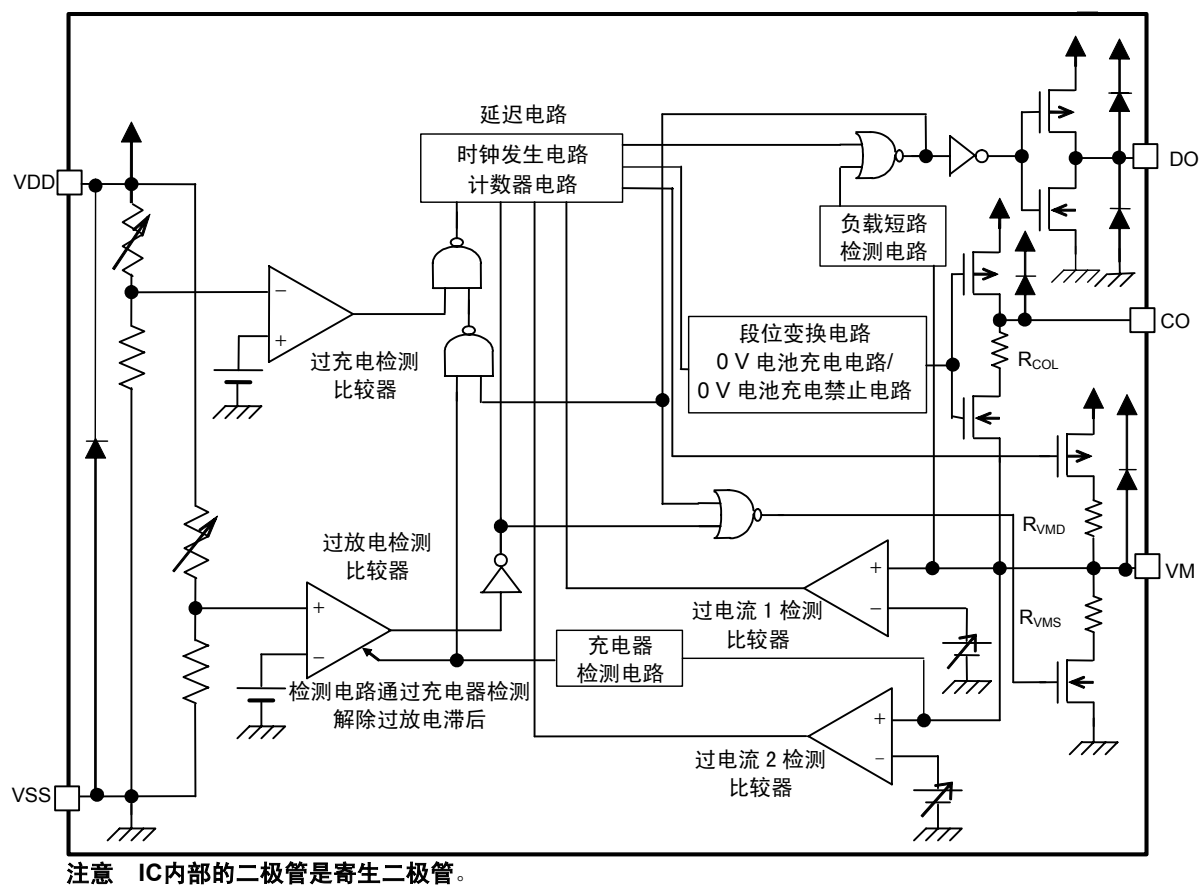 延迟电路
时钟发生电路
计数器电路
VDD
DO
负载短路
检测电路
CO
段位变换电路
0 V 电池充电电路/
0 V 电池充电禁止电路
RCOL
−
+
过充电检测
比较器
RVMD
VM
过放电检测
比较器
+
−
过电流 1 检测
比较器
+
−
RVMS
充电器
检测电路
检测电路通过充电器检测
解除过放电滞后
+
−
过电流 2 检测
比较器
VSS
注意 IC内部的二极管是寄生二极管。